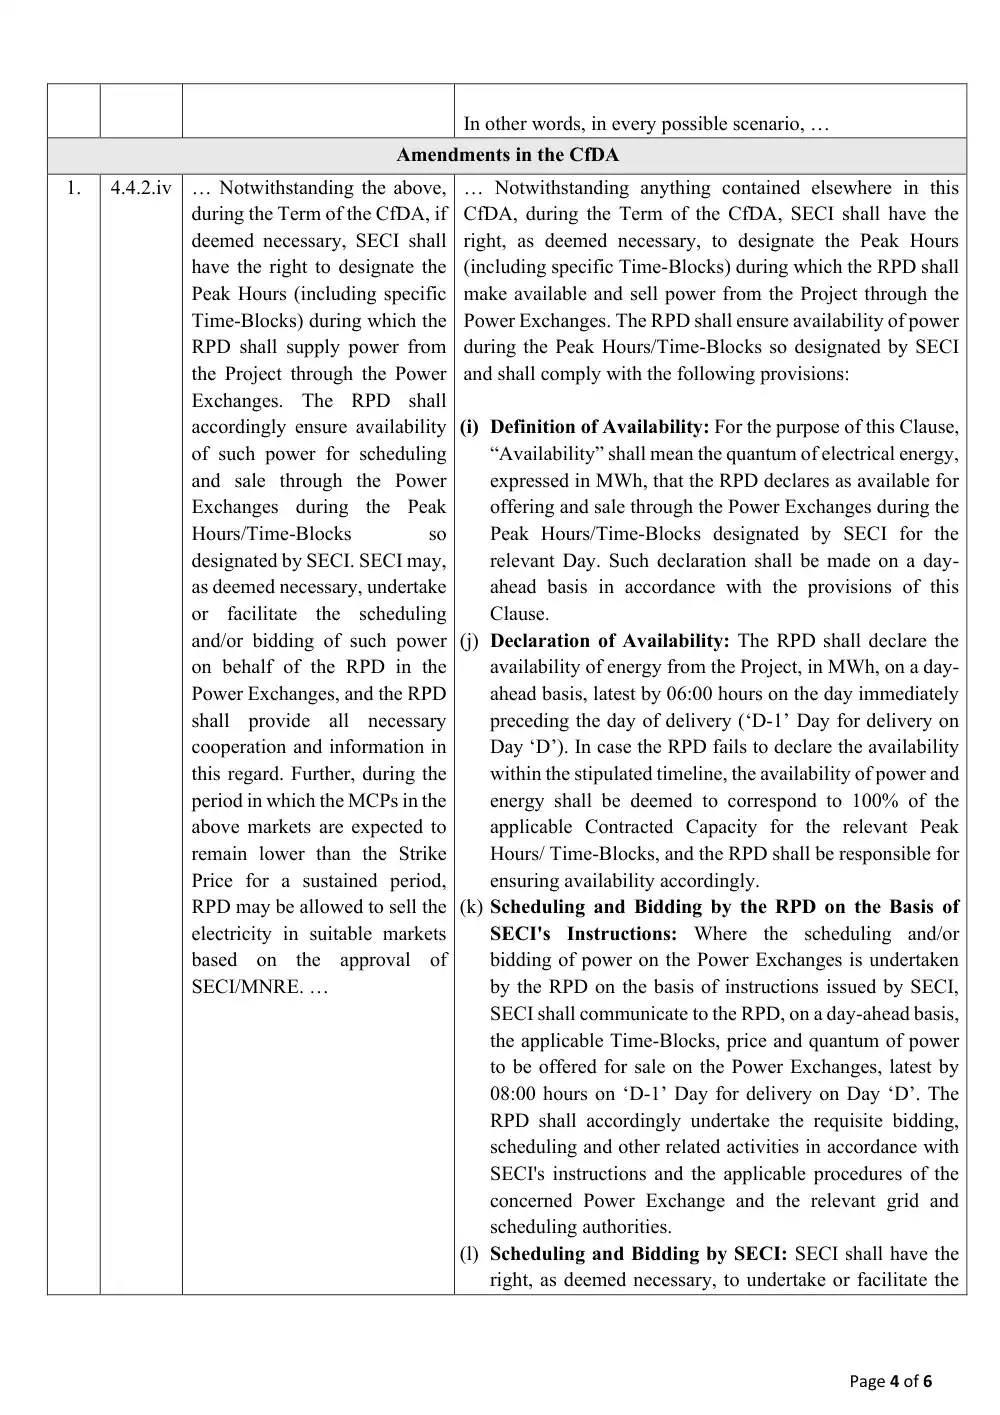 In other words, in every possible scenario, …
Amendments in the CfDA
1.
4.4.2.iv
… Notwithstanding the above,
during the Term of the CfDA, if
deemed necessary, SECI shall
have the right to designate the
Peak Hours (including specific
Time-Blocks) during which the
RPD shall supply power from
the Project through the Power
Exchanges. The RPD shall
accordingly ensure availability
of such power for scheduling
and sale through the Power
Exchanges during the Peak
Hours/Time-Blocks so
designated by SECI. SECI may,
as deemed necessary, undertake
or facilitate the scheduling
and/or bidding of such power
on behalf of the RPD in the
Power Exchanges, and the RPD
shall provide all necessary
cooperation and information in
this regard. Further, during the
period in which the MCPs in the
above markets are expected to
remain lower than the Strike
Price for a sustained period,
RPD may be allowed to sell the
electricity in suitable markets
based on the approval of
SECI/MNRE. …
… Notwithstanding anything contained elsewhere in this
CfDA, during the Term of the CfDA, SECI shall have the
right, as deemed necessary, to designate the Peak Hours
(including specific Time-Blocks) during which the RPD shall
make available and sell power from the Project through the
Power Exchanges. The RPD shall ensure availability of power
during the Peak Hours/Time-Blocks so designated by SECI
and shall comply with the following provisions:
(i) Definition of Availability: For the purpose of this Clause,
“Availability” shall mean the quantum of electrical energy,
expressed in MWh, that the RPD declares as available for
offering and sale through the Power Exchanges during the
Peak Hours/Time-Blocks designated by SECI for the
relevant Day. Such declaration shall be made on a day-
ahead basis in accordance with the provisions of this
Clause.
(j) Declaration of Availability: The RPD shall declare the
availability of energy from the Project, in MWh, on a day-
ahead basis, latest by 06:00 hours on the day immediately
preceding the day of delivery (‘D-1’ Day for delivery on
Day ‘D’). In case the RPD fails to declare the availability
within the stipulated timeline, the availability of power and
energy shall be deemed to correspond to 100% of the
applicable Contracted Capacity for the relevant Peak
Hours/ Time-Blocks, and the RPD shall be responsible for
ensuring availability accordingly.
(k) Scheduling and Bidding by the RPD on the Basis of
SECI's Instructions: Where the scheduling and/or
bidding of power on the Power Exchanges is undertaken
by the RPD on the basis of instructions issued by SECI,
SECI shall communicate to the RPD, on a day-ahead basis,
the applicable Time-Blocks, price and quantum of power
to be offered for sale on the Power Exchanges, latest by
08:00 hours on ‘D-1’ Day for delivery on Day ‘D’. The
RPD shall accordingly undertake the requisite bidding,
scheduling and other related activities in accordance with
SECI's instructions and the applicable procedures of the
concerned Power Exchange and the relevant grid and
scheduling authorities.
(l) Scheduling and Bidding by SECI: SECI shall have the
right, as deemed necessary, to undertake or facilitate the
Page 4 of 6